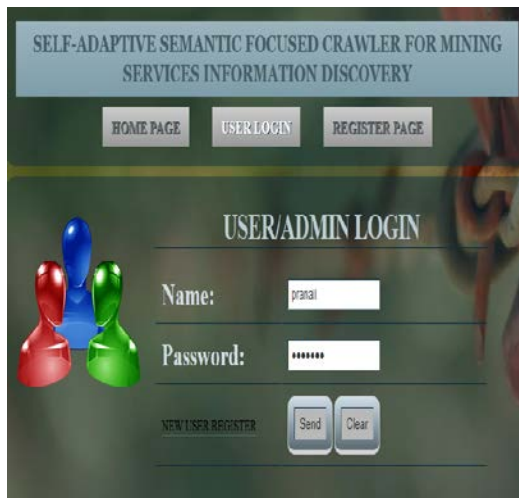 SELF-ADAPTIVE SEMANTIC FOCUSED CRAWLER FOR MINING
SERVICES INFORMATION DISCOVERY
HOME PAGE USER LOGIN REGISTER PAGE
USER/ADMIN LOGIN
Name: pranali
Password: •••••••
NEW USER REGISTER Send Clear